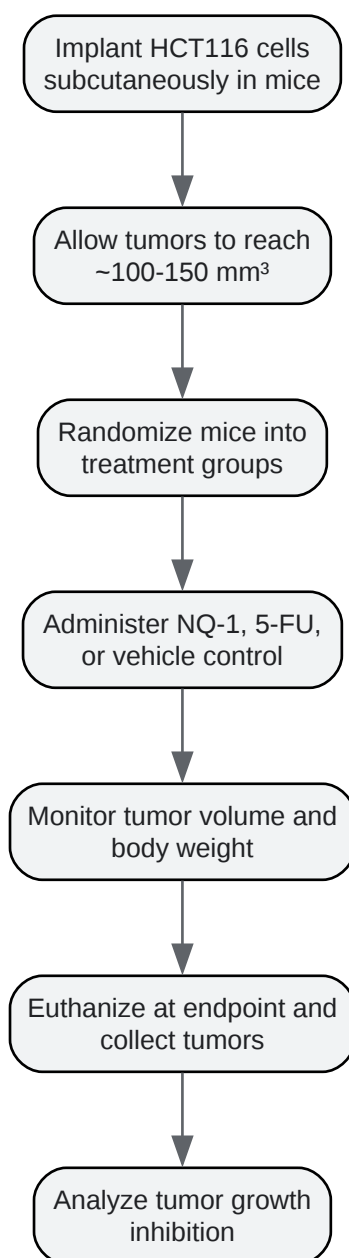 Implant HCT116 cells
subcutaneously in mice
Allow tumors to reach
~100-150 mm³
Randomize mice into
treatment groups
Administer NQ-1, 5-FU,
or vehicle control
Monitor tumor volume and
body weight
Euthanize at endpoint and
collect tumors
Analyze tumor growth
inhibition